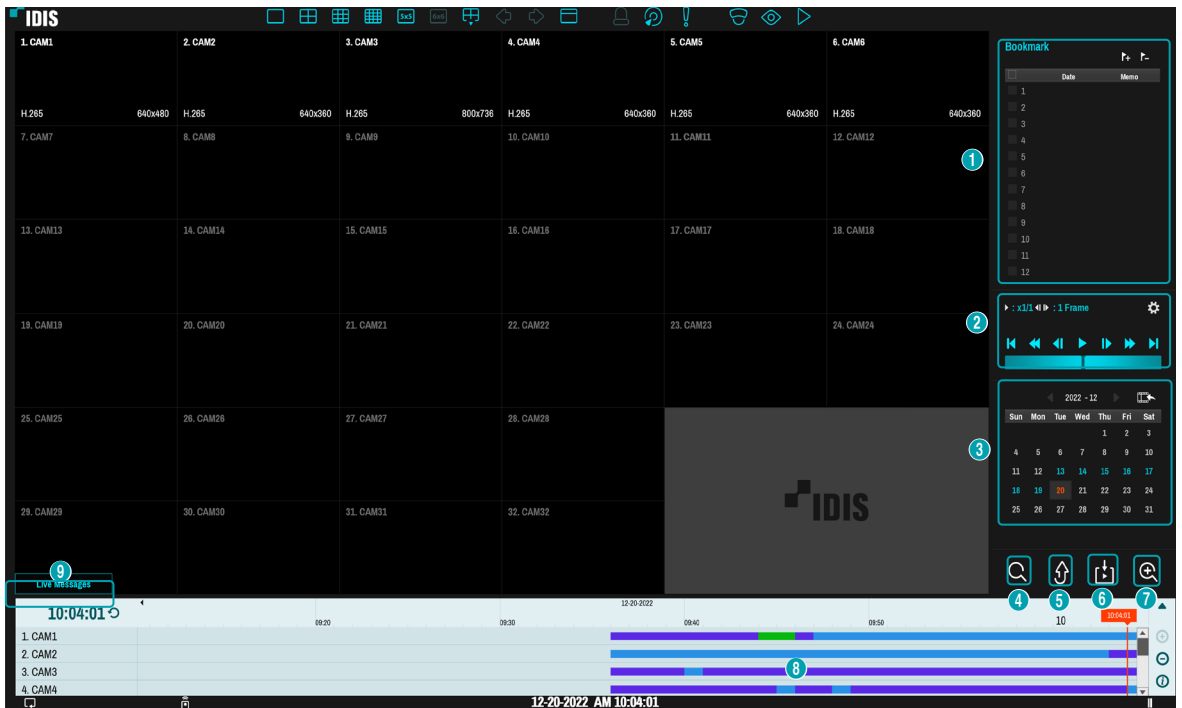 IDIS
5x5 6x6
1. CAM1 2. CAM2 3. CAM3 4. CAM4 5. CAM5 6. CAM6
H.265 640x480 H.265 640x360 H.265 800x736 H.265 640x360 H.265 640x360 H.265 640x360
7. CAM7 8. CAM8 9. CAM9 10. CAM10 11. CAM11 12. CAM12
1
13. CAM13 14. CAM14 15. CAM15 16. CAM16 17. CAM17 18. CAM18
19. CAM19 20. CAM20 21. CAM21 22. CAM22 23. CAM23 24. CAM24
2
25. CAM25 26. CAM26 27. CAM27 28. CAM28
3
IDIS
29. CAM29 30. CAM30 31. CAM31 32. CAM32
Bookmark
Date Memo
1
2
3
4
5
6
7
8
9
10
11
12
: x1/1 : 1 Frame
2022 - 12
Sun Mon Tue Wed Thu Fri Sat
1 2 3
4 5 6 7 8 9 10
11 12 13 14 15 16 17
18 19 20 21 22 23 24
25 26 27 28 29 30 31
4 5 6 7
9
Live Messages
10:04:01
12-20-2022
09:20 09:30 09:40 09:50 10 10:04:01
1. CAM1
2. CAM2
3. CAM3
8
4. CAM4
12-20-2022 AM 10:04:01